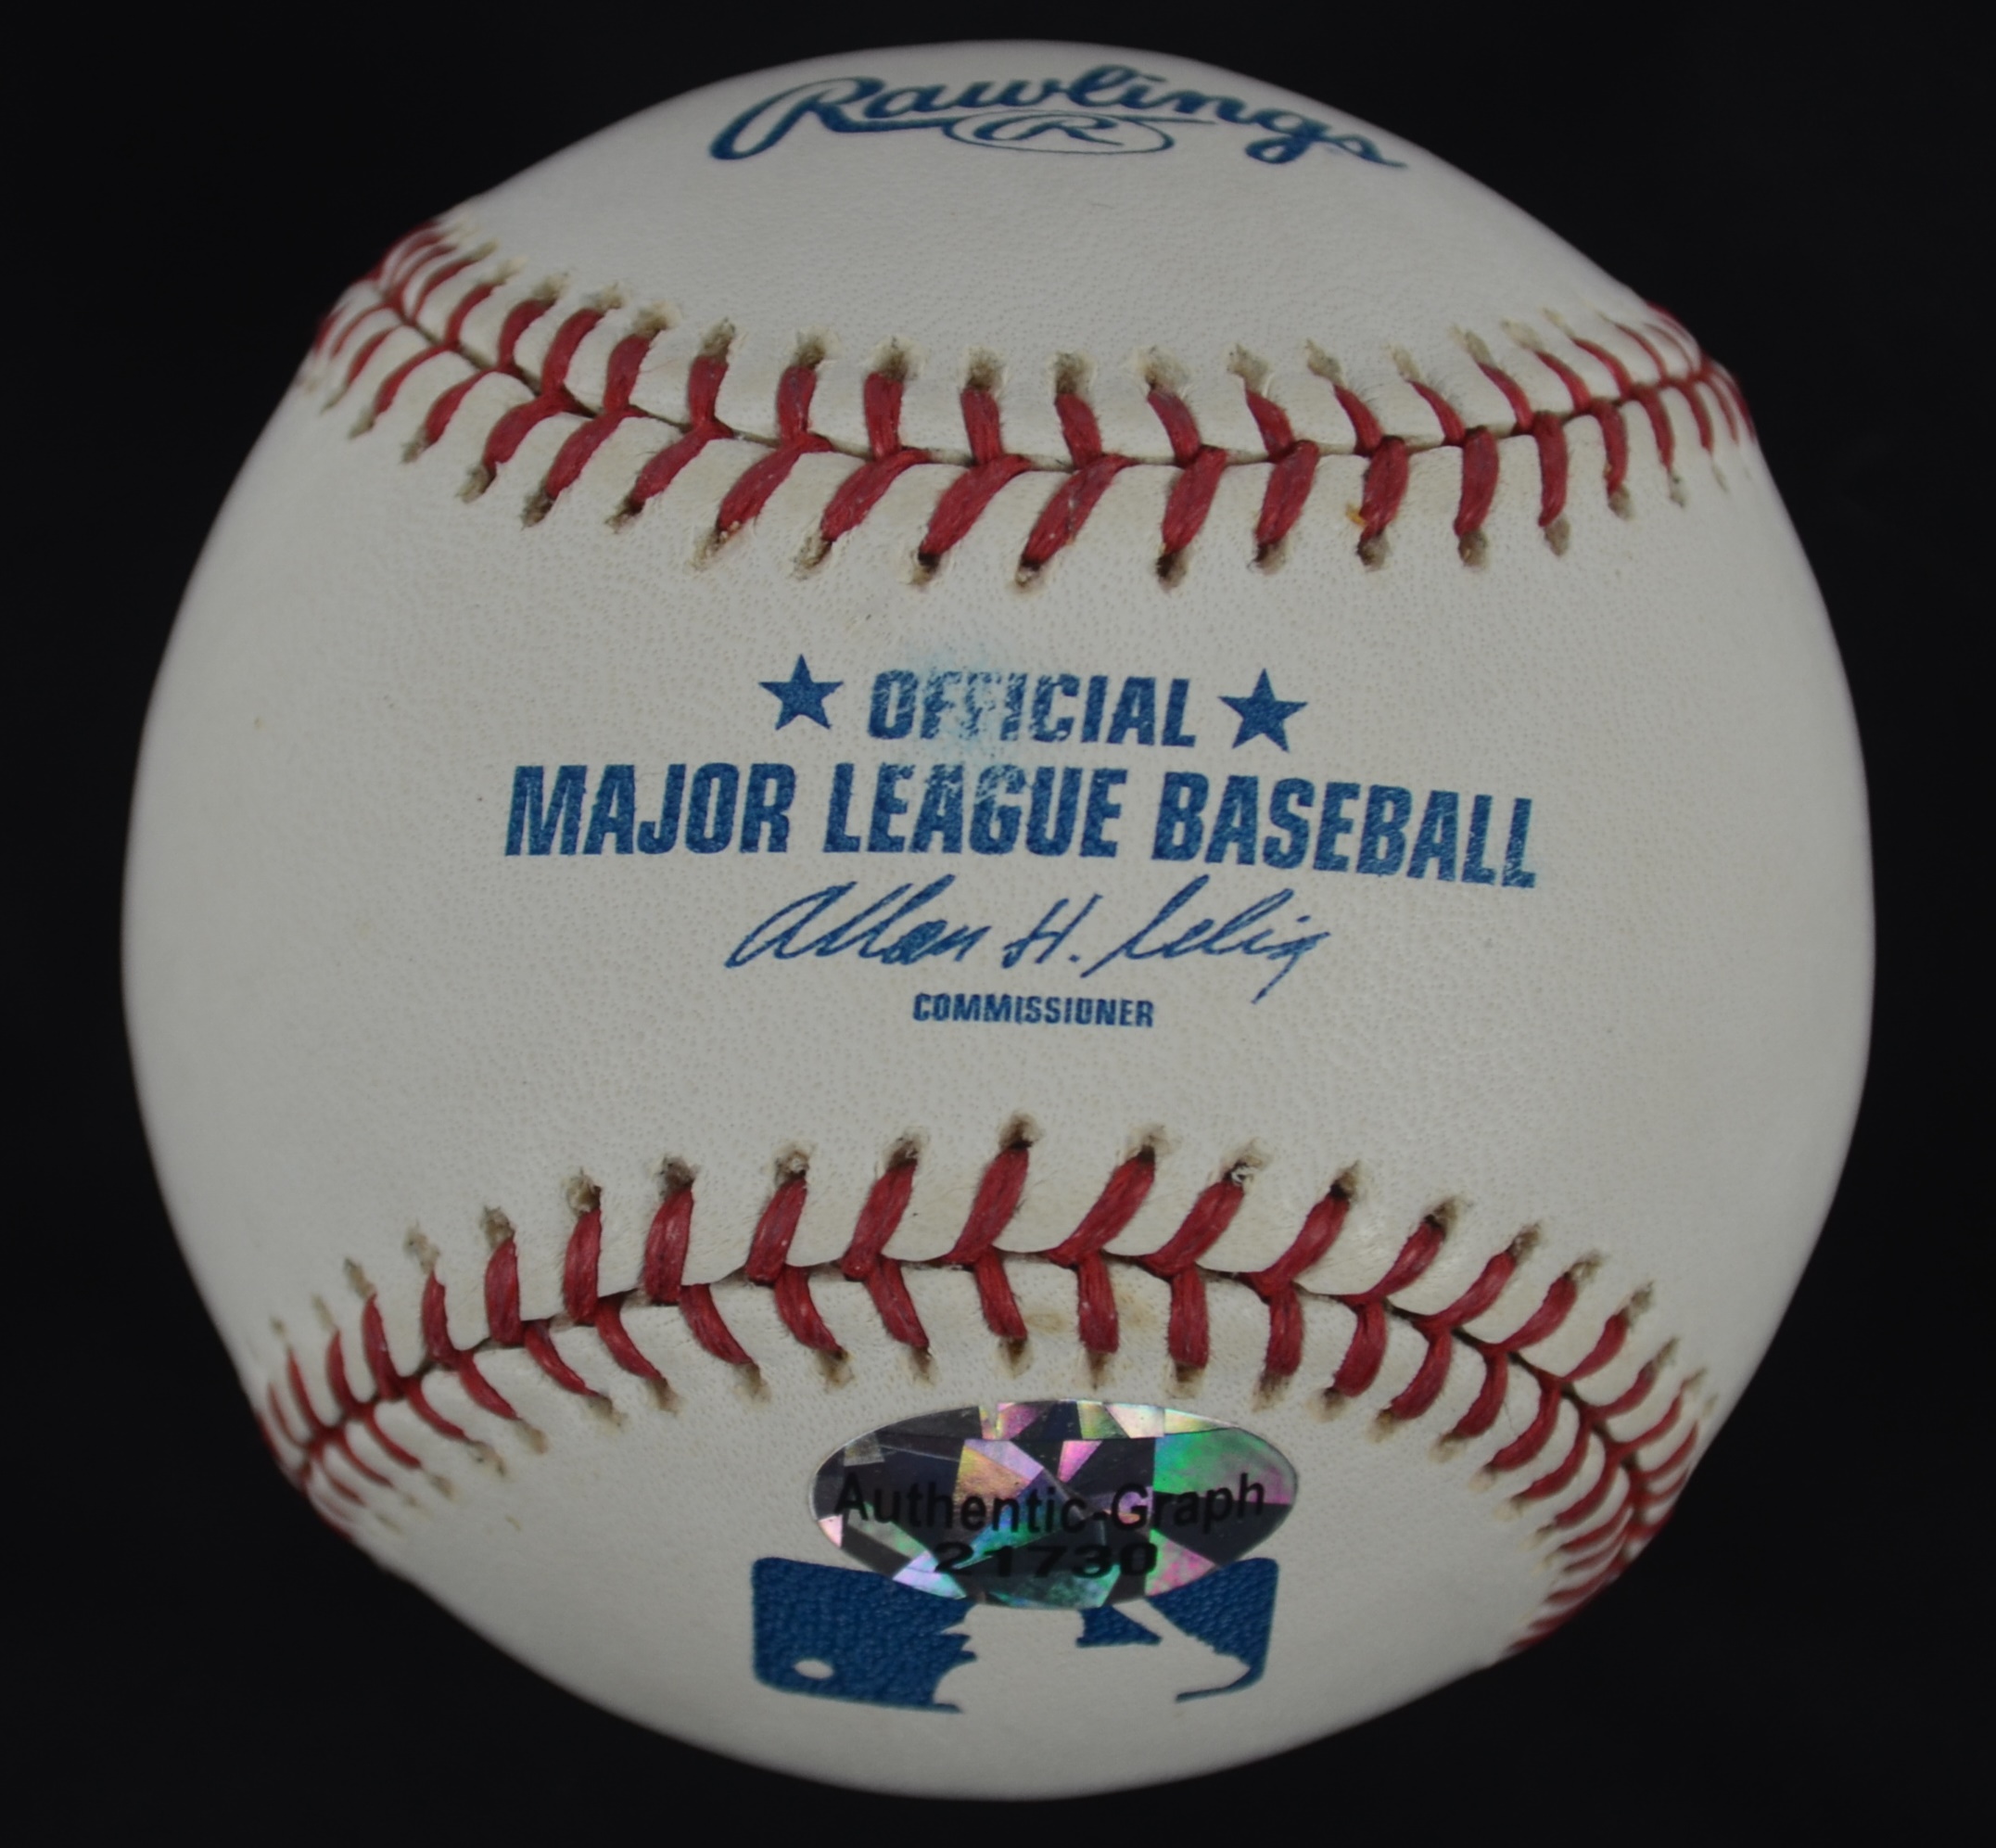 Rawlings
R
OFFICIAL
MAJOR LEAGUE BASEBALL
Allan H. Selig
COMMISSIONER
Authentic-Graph
21730